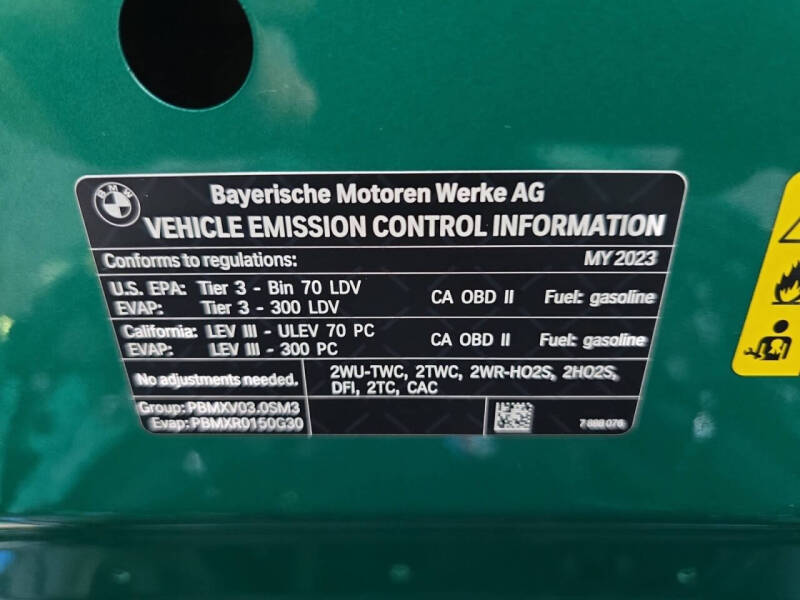 BMW
Bayerische Motoren Werke AG
VEHICLE EMISSION CONTROL INFORMATION
Conforms to regulations: MY 2023
U.S. EPA: Tier 3 - Bin 70 LDV CA OBD II Fuel: gasoline
EVAP: Tier 3 - 300 LDV
California: LEV III - ULEV 70 PC CA OBD II Fuel: gasoline
EVAP: LEV III - 300 PC
No adjustments needed. 2WU-TWC, 2TWC, 2WR-HO2S, 2HO2S,
DFI, 2TC, CAC
Group: PBMXV03.0SM3
Evap: PBMXR0150G30